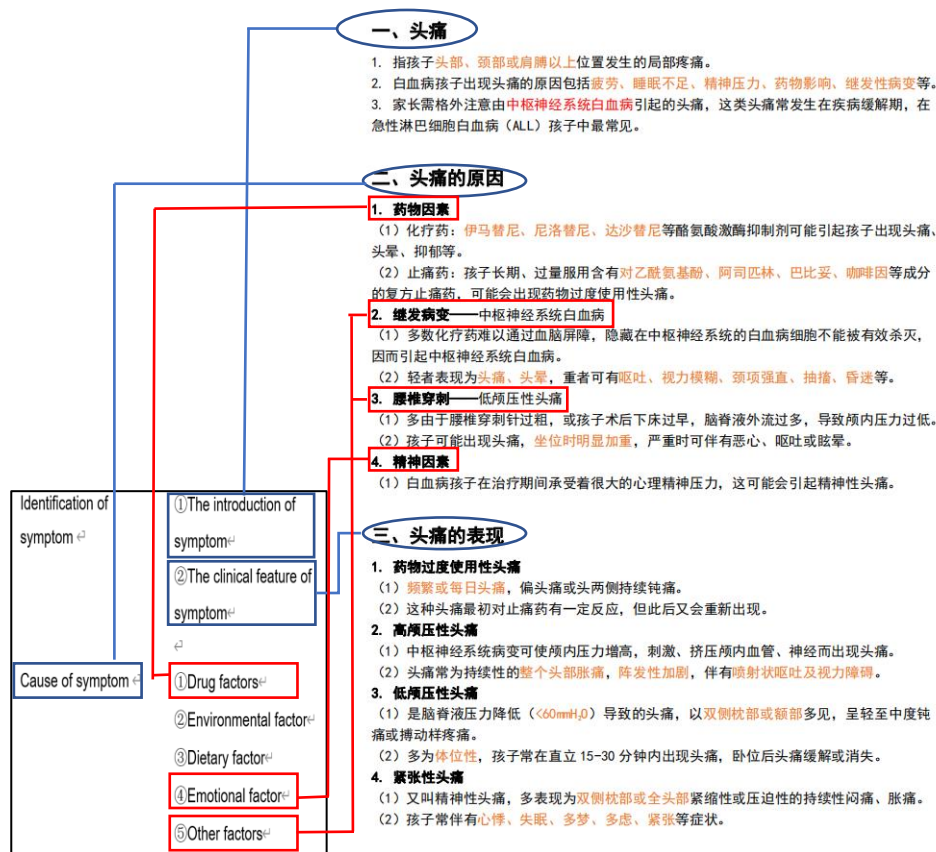 一、头痛
1. 指孩子头部、颈部或肩膊以上位置发生的局部疼痛。
2. 白血病孩子出现头痛的原因包括疲劳、睡眠不足、精神压力、药物影响、继发性病变等。
3. 家长需格外注意由中枢神经系统白血病引起的头痛，这类头痛常发生在疾病缓解期，在
急性淋巴细胞白血病（ALL）孩子中最常见。
二、头痛的原因
1. 药物因素
（1）化疗药：伊马替尼、尼洛替尼、达沙替尼等酪氨酸激酶抑制剂可能引起孩子出现头痛、
头晕、抑郁等。
（2）止痛药：孩子长期、过量服用含有对乙酰氨基酚、阿司匹林、巴比妥、咖啡因等成分
的复方止痛药，可能会出现药物过度使用性头痛。
2. 继发病变——中枢神经系统白血病
（1）多数化疗药难以通过血脑屏障，隐藏在中枢神经系统的白血病细胞不能被有效杀灭，
因而引起中枢神经系统白血病。
（2）轻者表现为头痛、头晕，重者可有呕吐、视力模糊、颈项强直、抽搐、昏迷等。
3. 腰椎穿刺——低颅压性头痛
（1）多由于腰椎穿刺针过粗，或孩子术后下床过早，脑脊液外流过多，导致颅内压力过低。
（2）孩子可能出现头痛，坐位时明显加重，严重时可伴有恶心、呕吐或眩晕。
4. 精神因素
（1）白血病孩子在治疗期间承受着很大的心理精神压力，这可能会引起精神性头痛。
三、头痛的表现
1. 药物过度使用性头痛
（1）频繁或每日头痛，偏头痛或头两侧持续钝痛。
（2）这种头痛最初对止痛药有一定反应，但此后又会重新出现。
2. 高颅压性头痛
（1）中枢神经系统病变可使颅内压力增高，刺激、挤压颅内血管、神经而出现头痛。
（2）头痛常为持续性的整个头部胀痛，阵发性加剧，伴有喷射状呕吐及视力障碍。
3. 低颅压性头痛
（1）是脑脊液压力降低（<60mmH₂O）导致的头痛，以双侧枕部或额部多见，呈轻至中度钝
痛或搏动样疼痛。
（2）多为体位性，孩子常在直立 15-30 分钟内出现头痛，卧位后头痛缓解或消失。
4. 紧张性头痛
（1）又叫精神性头痛，多表现为双侧枕部或全头部紧缩性或压迫性的持续性闷痛、胀痛。
（2）孩子常伴有心悸、失眠、多梦、多虑、紧张等症状。
Identification of
symptom
①The introduction of
symptom
②The clinical feature of
symptom
Cause of symptom
①Drug factors
②Environmental factor
③Dietary factor
④Emotional factor
⑤Other factors